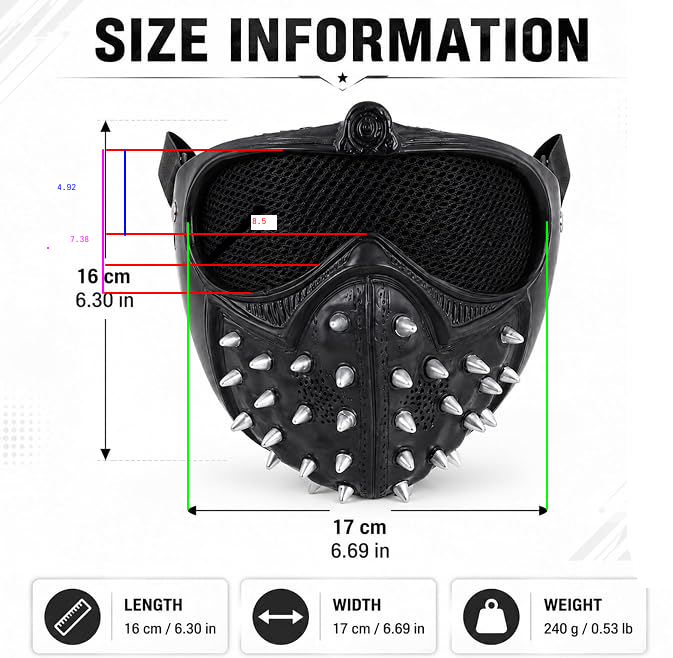 SIZE INFORMATION
4.92
8.5
7.38
16 cm
6.30 in
17 cm
6.69 in
LENGTH
16 cm / 6.30 in
WIDTH
17 cm / 6.69 in
WEIGHT
240 g / 0.53 lb